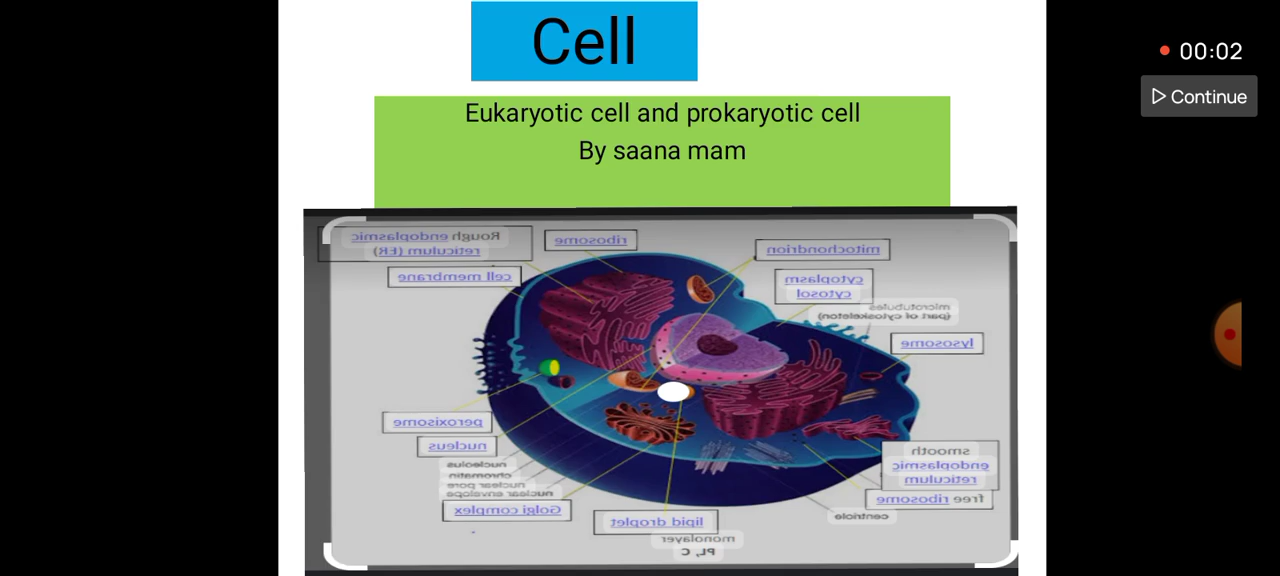 Cell
00:02
Continue
Eukaryotic cell and prokaryotic cell
By saana mam
Rough endoplasmic
reticulum (ER)
ribosome
mitochondrion
cell membrane
cytoplasm
cytosol
microtubules
(part of cytoskeleton)
lysosome
peroxisome
nucleus
nucleolus
chromatin
nuclear pore
nuclear envelope
Golgi complex
smooth
endoplasmic
reticulum
free ribosome
centriole
lipid droplet
monolayer
PL, C